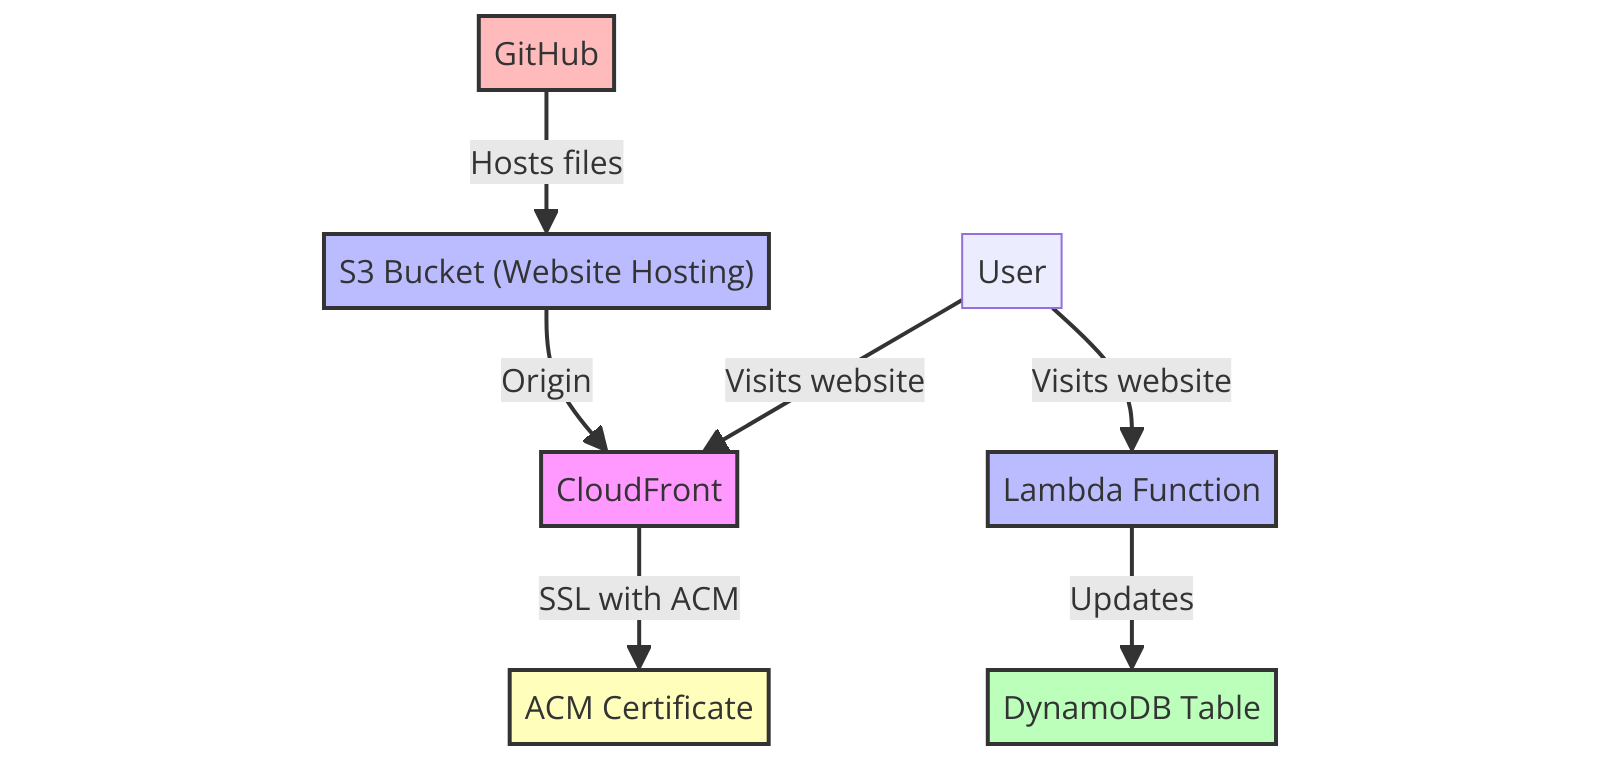 GitHub
Hosts files
S3 Bucket (Website Hosting)
User
Origin
Visits website
Visits website
CloudFront
Lambda Function
SSL with ACM
Updates
ACM Certificate
DynamoDB Table